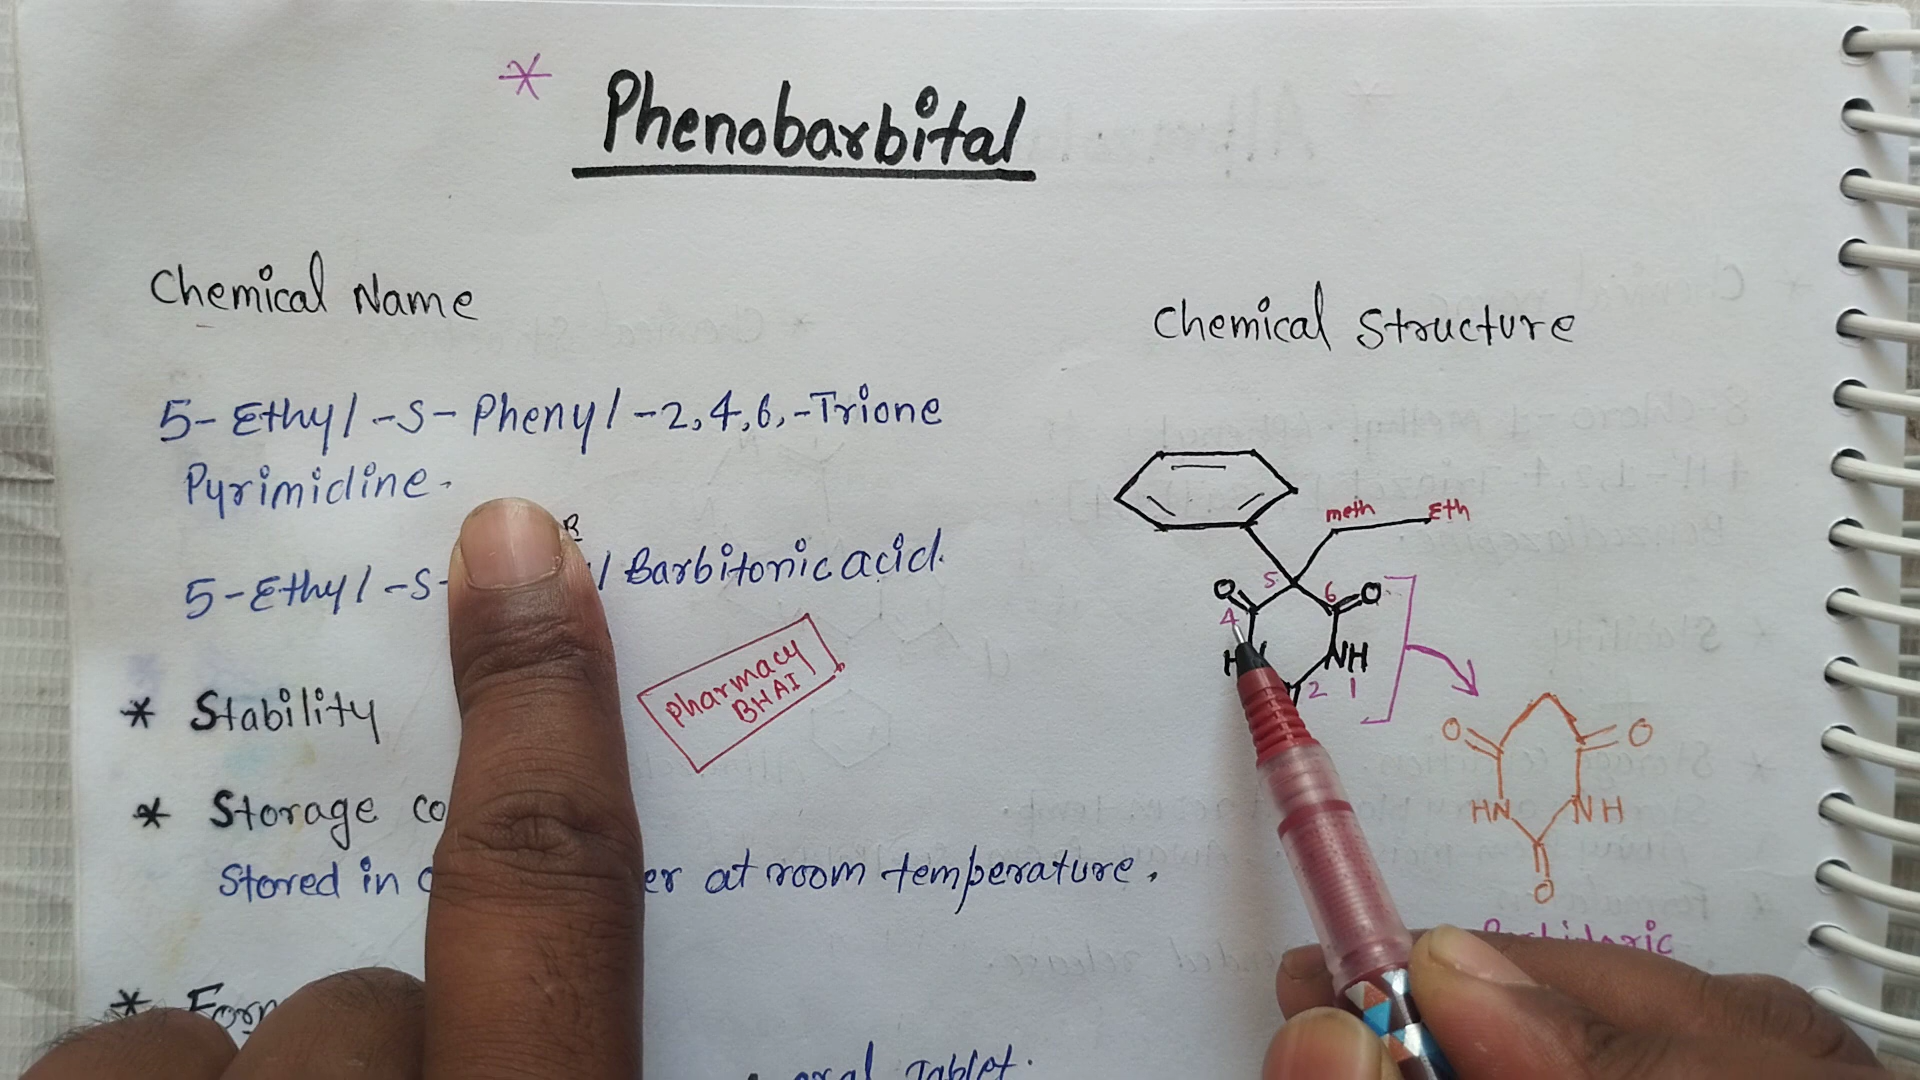 * Phenobarbital
Chemical Name
5-Ethyl-5-Phenyl-2,4,6,-Trione
Pyrimidine.
5-Ethyl-5- Barbitonic acid.
* Stability
* Storage
Stored in at room temperature.
*
oral Tablet.
Pharmacy
BHAI
Chemical Structure
meth Eth
5 6
O O
4
NH
2 1
O O
HN NH
O